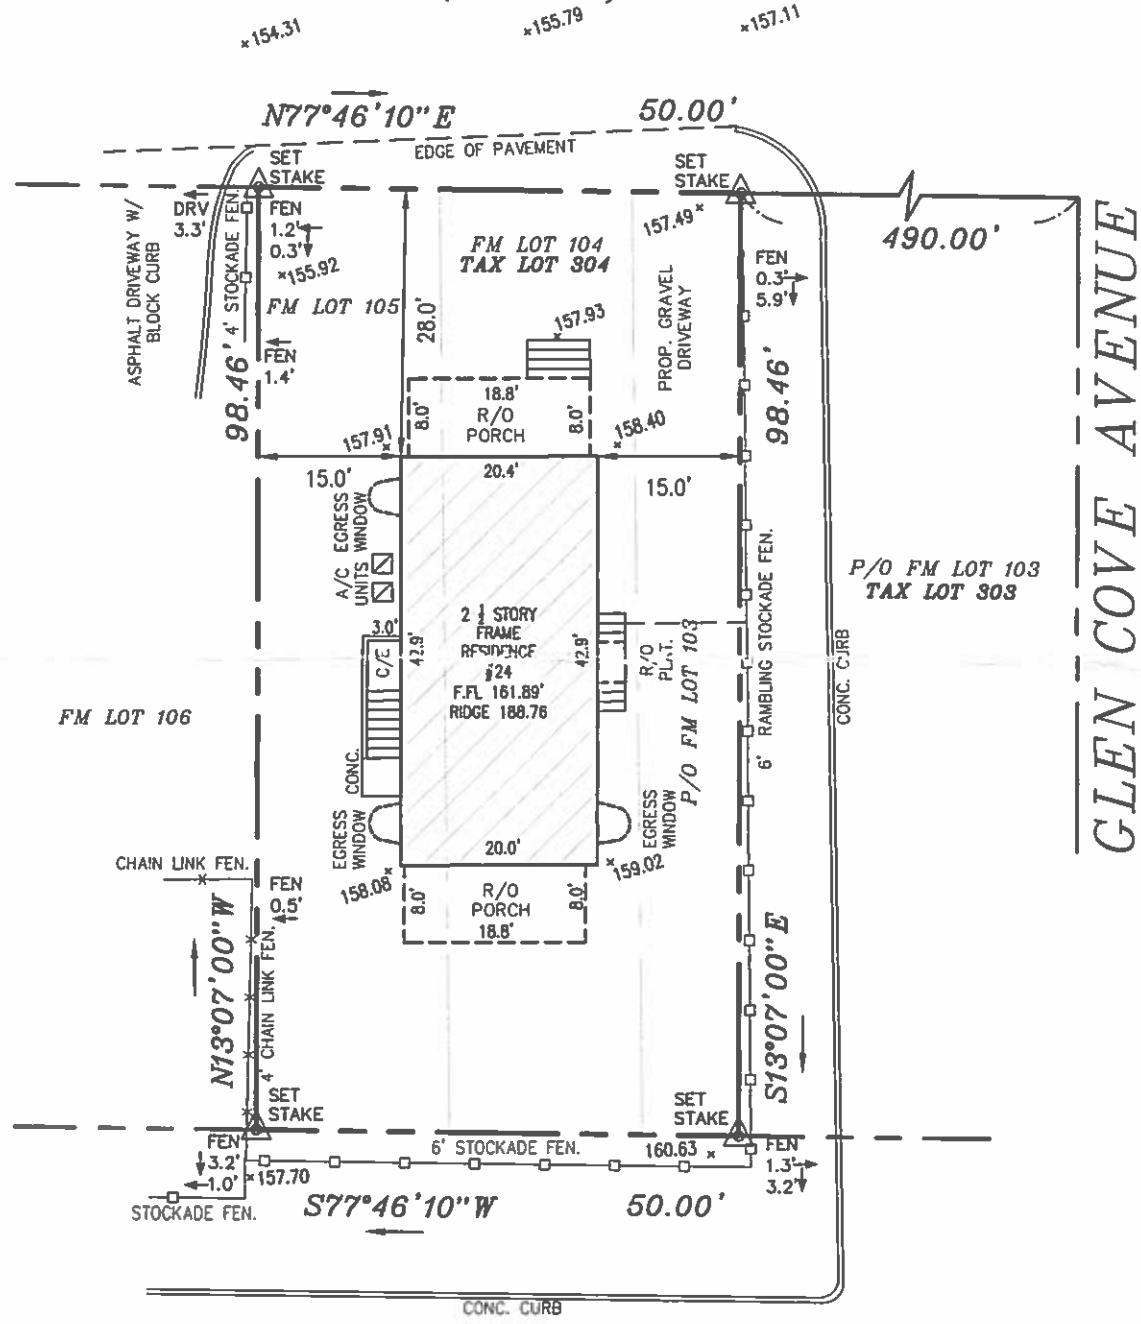 ×154.31
×155.79
×157.11
N77°46'10"E
50.00'
EDGE OF PAVEMENT
SET
STAKE
SET
STAKE
DRV
3.3'
FEN
1.2'
0.3'
×155.92
4' STOCKADE FEN.
ASPHALT DRIVEWAY W/
BLOCK CURB
FM LOT 105
FEN
1.4'
98.46'
28.0'
FM LOT 104
TAX LOT 304
157.49×
PROP. GRAVEL
DRIVEWAY
×157.93
FEN
0.3'
5.9'
98.46'
490.00'
GLEN COVE AVENUE
18.8'
8.0'
R/O
PORCH
8.0'
157.91×
×158.40
15.0'
20.4'
15.0'
EGRESS
WINDOW
A/C
UNITS
3.0'
C/E
42.9'
2 ½ STORY
FRAME
RESIDENCE
#24
F.FL 161.89'
RIDGE 188.76
42.9'
R/O
PLAT.
P/O FM LOT 103
6' RAMBLING STOCKADE FEN.
P/O FM LOT 103
TAX LOT 303
CONC. CURB
FM LOT 106
CONC.
EGRESS
WINDOW
EGRESS
WINDOW
20.0'
158.08×
×159.02
8.0'
R/O
PORCH
18.8'
8.0'
CHAIN LINK FEN.
FEN
0.5'
N13°07'00"W
4' CHAIN LINK FEN.
S13°07'00"E
SET
STAKE
SET
STAKE
FEN
3.2'
1.0'
×157.70
6' STOCKADE FEN.
160.63 ×
FEN
1.3'
3.2'
STOCKADE FEN.
S77°46'10"W
50.00'
CONC. CURB